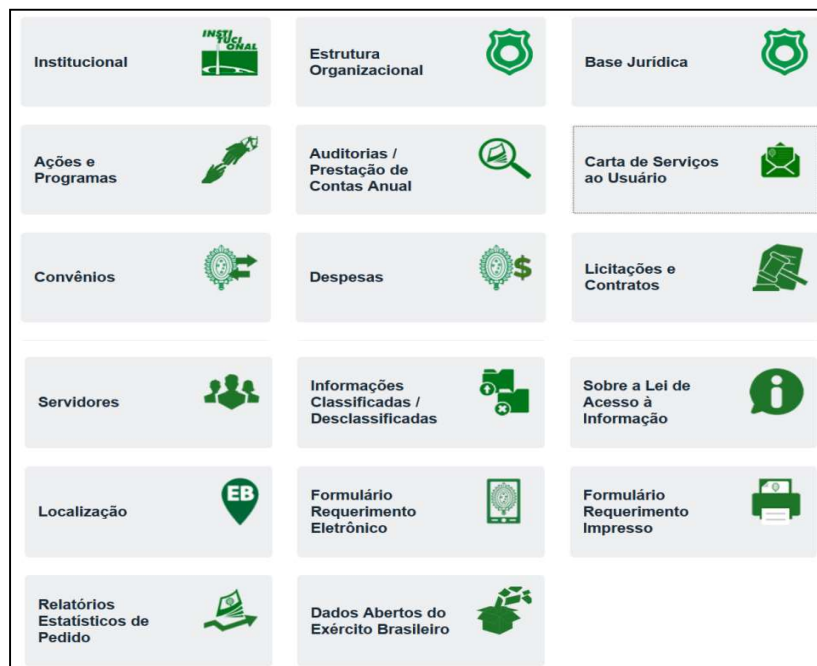 Institucional
INSTI
TUCI
ONAL
Estrutura
Organizacional
Base Jurídica
Ações e
Programas
Auditorias /
Prestação de
Contas Anual
Carta de Serviços
ao Usuário
Convênios
Despesas
$
Licitações e
Contratos
Servidores
Informações
Classificadas /
Desclassificadas
Sobre a Lei de
Acesso à
Informação
i
Localização
EB
Formulário
Requerimento
Eletrônico
Formulário
Requerimento
Impresso
Relatórios
Estatísticos de
Pedido
Dados Abertos do
Exército Brasileiro